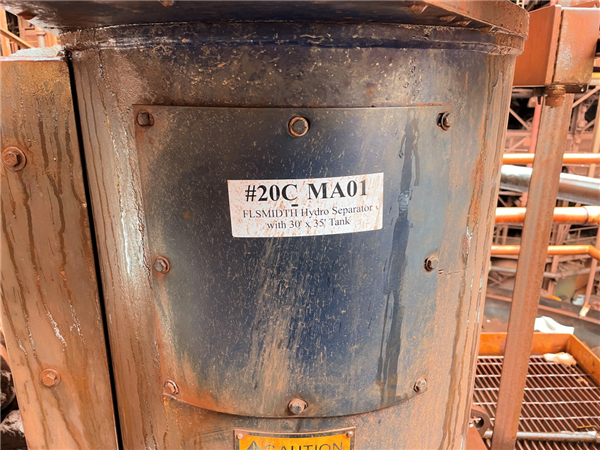 #20C MA01
FLSMIDTH Hydro Separator
with 30' x 35' Tank
CAUTION